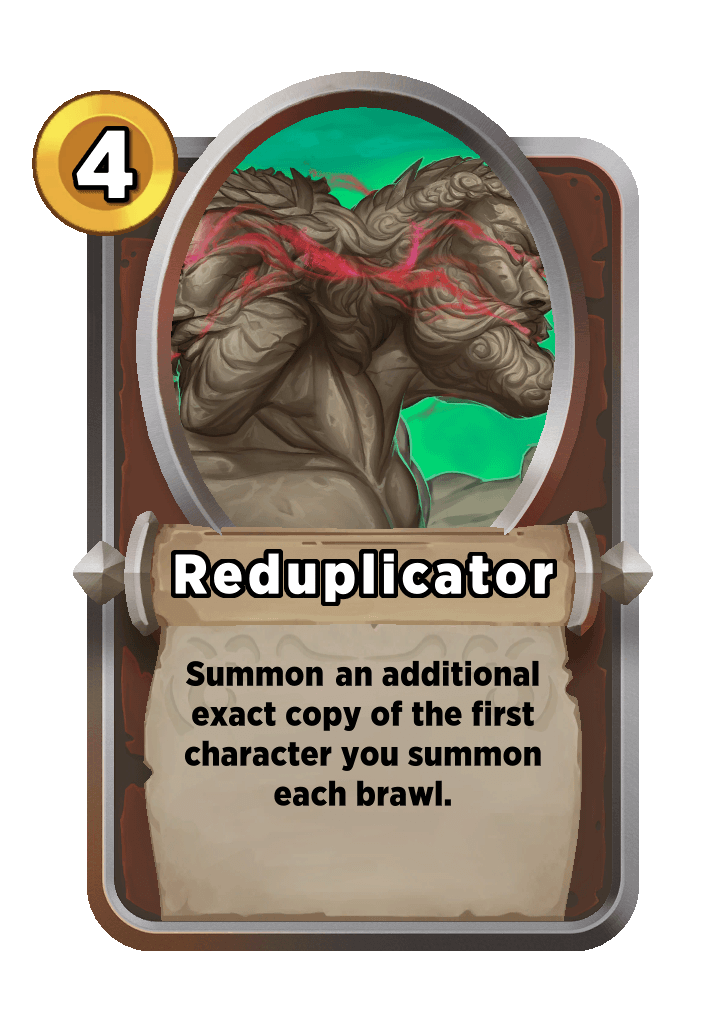 4
Reduplicator
Summon an additional
exact copy of the first
character you summon
each brawl.